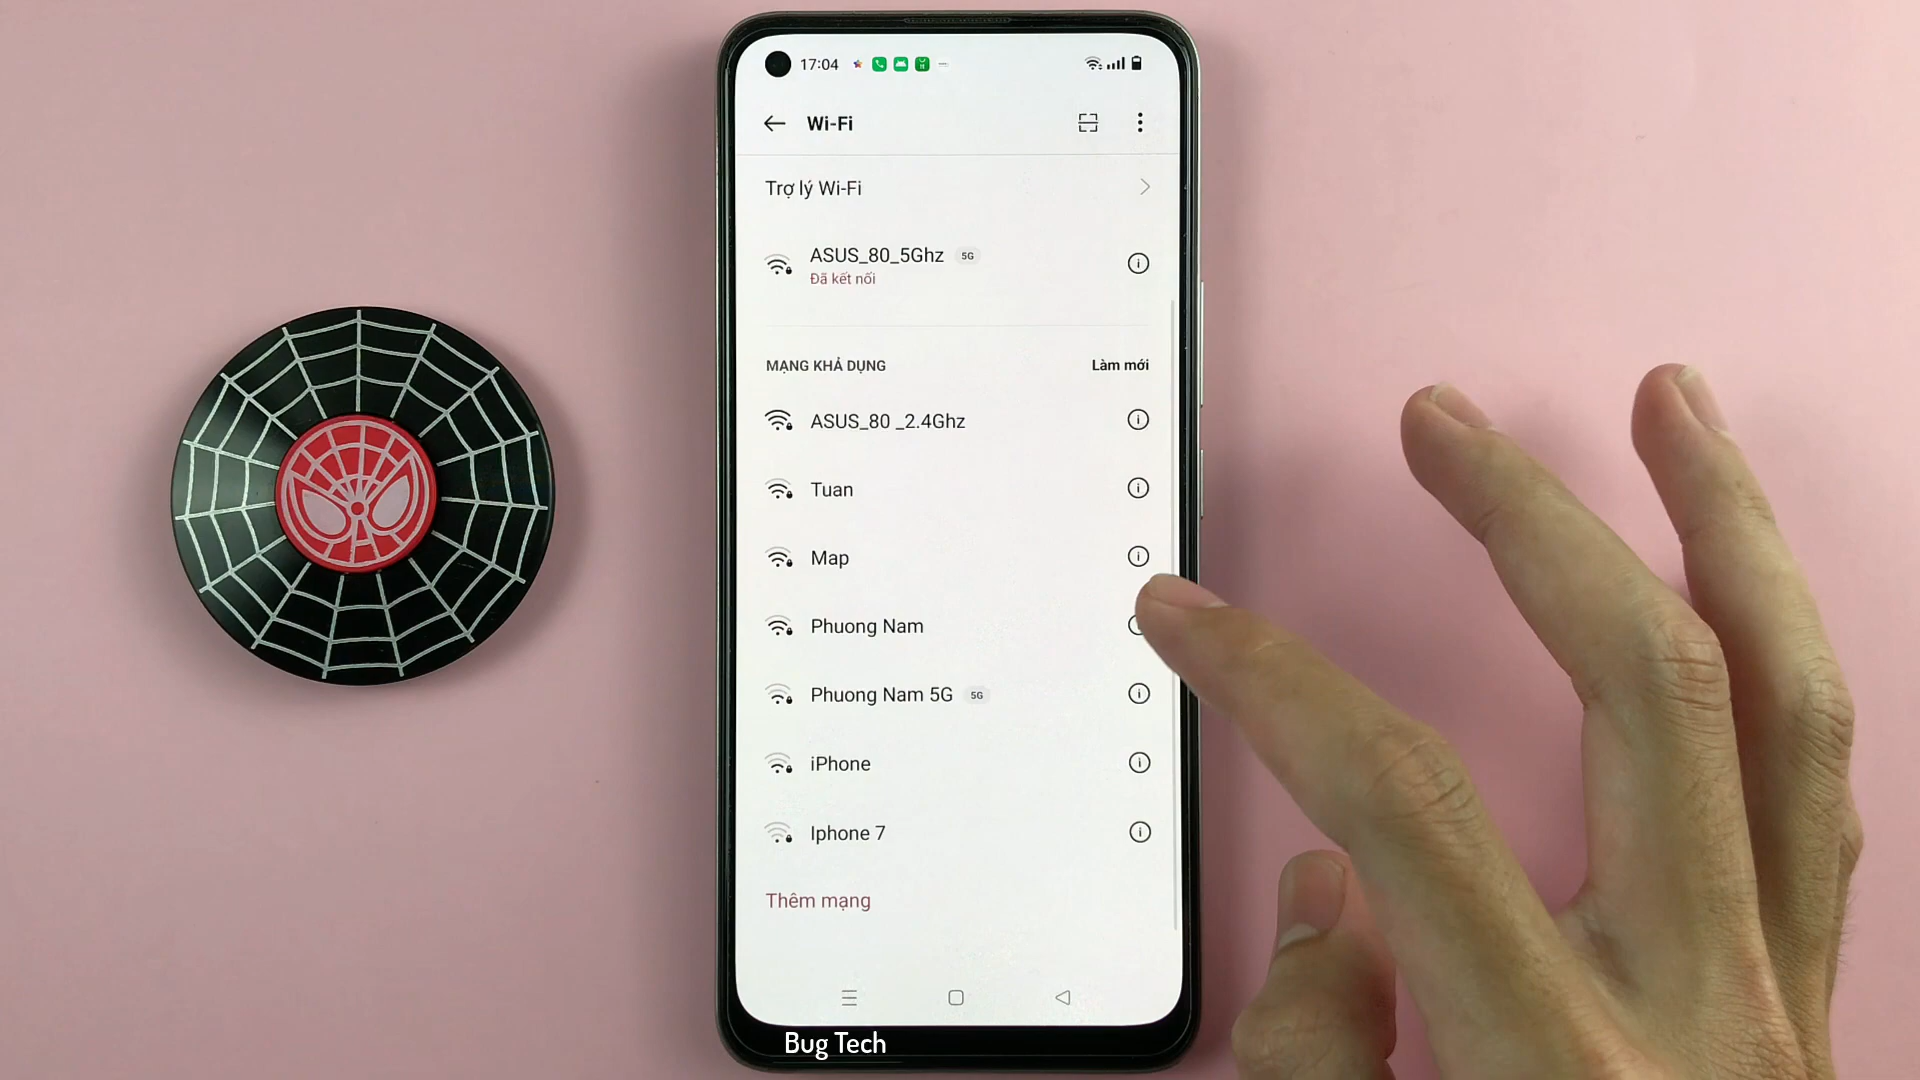 17:04
Wi-Fi
Trợ lý Wi-Fi
ASUS_80_5Ghz 5G
Đã kết nối
MẠNG KHẢ DỤNG Làm mới
ASUS_80 _2.4Ghz
Tuan
Map
Phuong Nam
Phuong Nam 5G 5G
iPhone
Iphone 7
Thêm mạng
Bug Tech